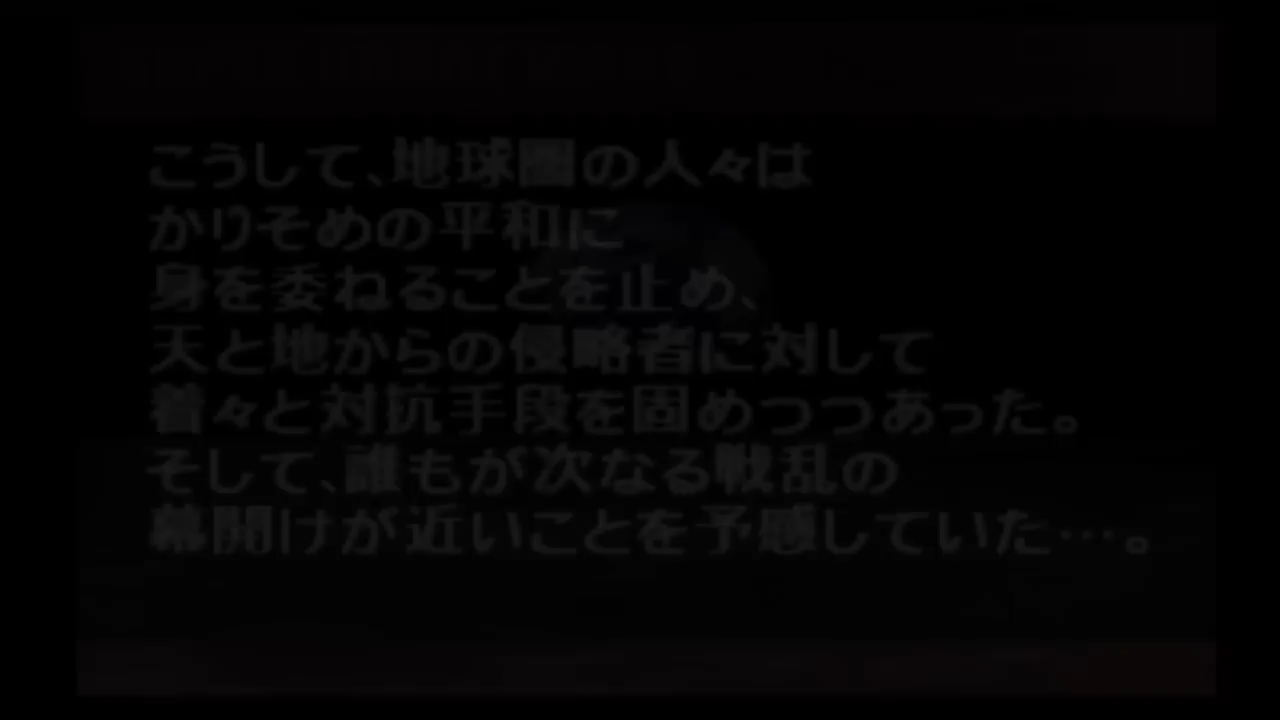 こうして、地球圏の人々は
かりそめの平和に
身を委ねることを止め、
天と地からの侵略者に対して
着々と対抗手段を固めつつあった。
そして、誰もが次なる戦乱の
幕開けが近いことを予感していた…。